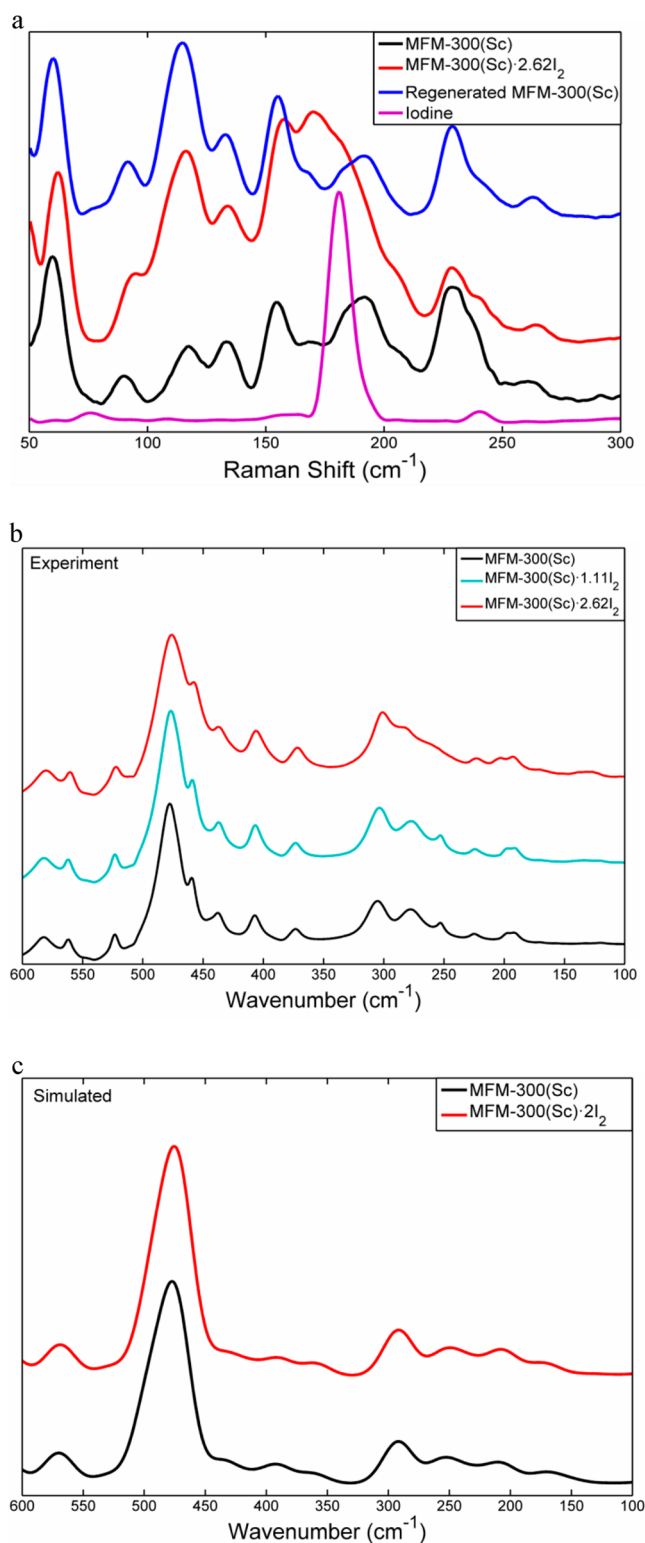 a
MFM-300(Sc)
MFM-300(Sc)·2.62I₂
Regenerated MFM-300(Sc)
Iodine
50 100 150 200 250 300
Raman Shift (cm⁻¹)
b
Experiment
MFM-300(Sc)
MFM-300(Sc)·1.11I₂
MFM-300(Sc)·2.62I₂
600 550 500 450 400 350 300 250 200 150 100
Wavenumber (cm⁻¹)
c
Simulated
MFM-300(Sc)
MFM-300(Sc)·2I₂
600 550 500 450 400 350 300 250 200 150 100
Wavenumber (cm⁻¹)